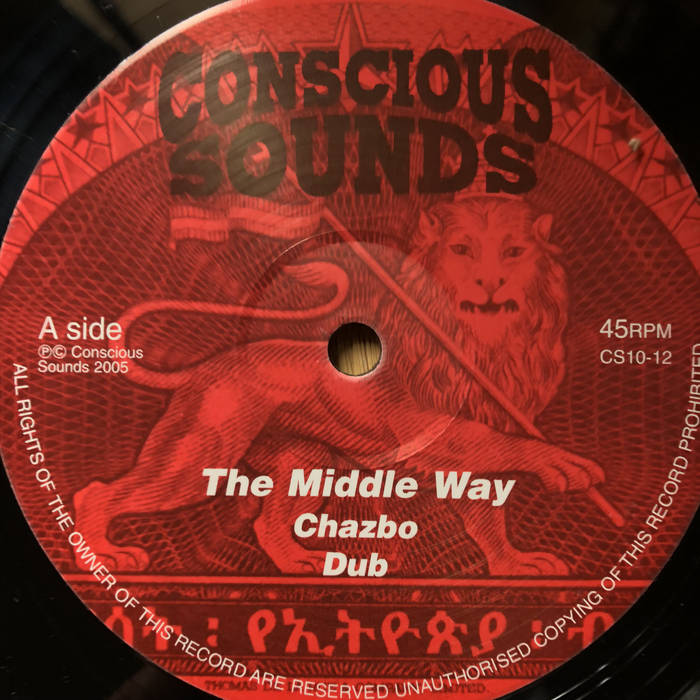 CONSCIOUS
SOUNDS
A side
℗© Conscious
Sounds 2005
45RPM
CS10-12
The Middle Way
Chazbo
Dub
፡ የኢትዮጵያ ፡
ALL RIGHTS OF THE OWNER OF THIS RECORD ARE RESERVED UNAUTHORISED COPYING OF THIS RECORD PROHIBITED
THOMAS